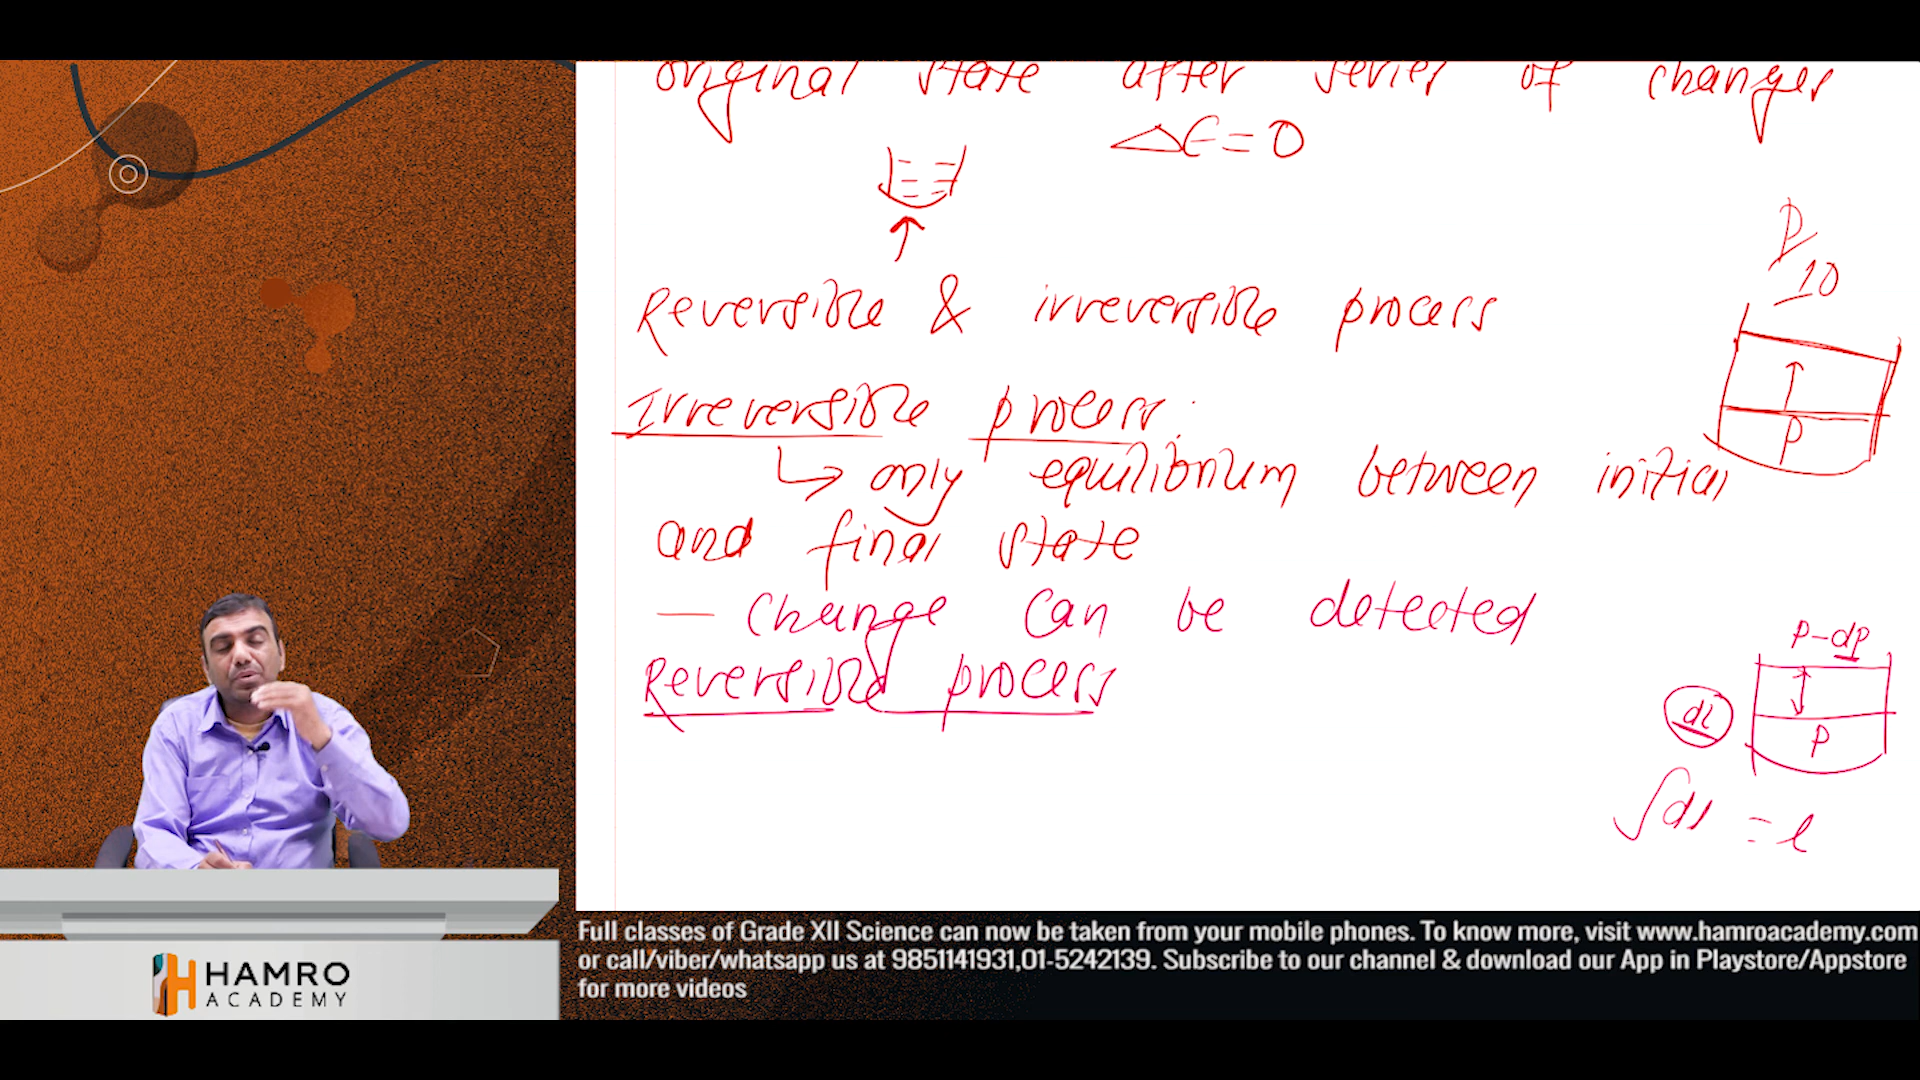 original state after series of changes
ΔE = 0
P/10
Reversible & irreversible process
Irreversible process:
P
↳ only equilibrium between initial
and final state
— Change can be detected
P-dp
Reversible process
dl
P
∫dl = l
Full classes of Grade XII Science can now be taken from your mobile phones. To know more, visit www.hamroacademy.com
or call/viber/whatsapp us at 9851141931,01-5242139. Subscribe to our channel & download our App in Playstore/Appstore
for more videos
HAMRO
ACADEMY